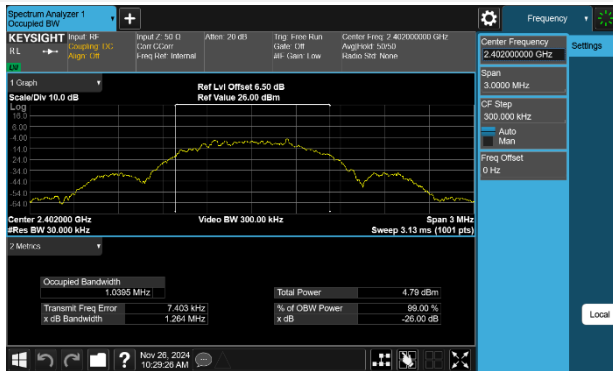 Spectrum Analyzer 1
Occupied BW
+
Frequency
KEYSIGHT
RL
Input: RF
Coupling: DC
Align: Off
Input Z: 50 Ω
Corr CCorr
Freq Ref: Internal
Atten: 20 dB
Trig: Free Run
Gate: Off
#IF Gain: Low
Center Freq: 2.402000000 GHz
Avg|Hold: 50/50
Radio Std: None
Center Frequency
2.402000000 GHz
Settings
Span
3.0000 MHz
CF Step
300.000 kHz
Auto
Man
Freq Offset
0 Hz
Local
1 Graph
Scale/Div 10.0 dB
Ref Lvl Offset 6.50 dB
Ref Value 26.00 dBm
Log
16.0
6.00
-4.00
-14.0
-24.0
-34.0
-44.0
-54.0
-64.0
Center 2.402000 GHz
#Res BW 30.000 kHz
Video BW 300.00 kHz
Span 3 MHz
Sweep 3.13 ms (1001 pts)
2 Metrics
Occupied Bandwidth
1.0395 MHz
Total Power 4.79 dBm
Transmit Freq Error 7.403 kHz
% of OBW Power 99.00 %
x dB Bandwidth 1.264 MHz
x dB -26.00 dB
?
Nov 26, 2024
10:29:26 AM